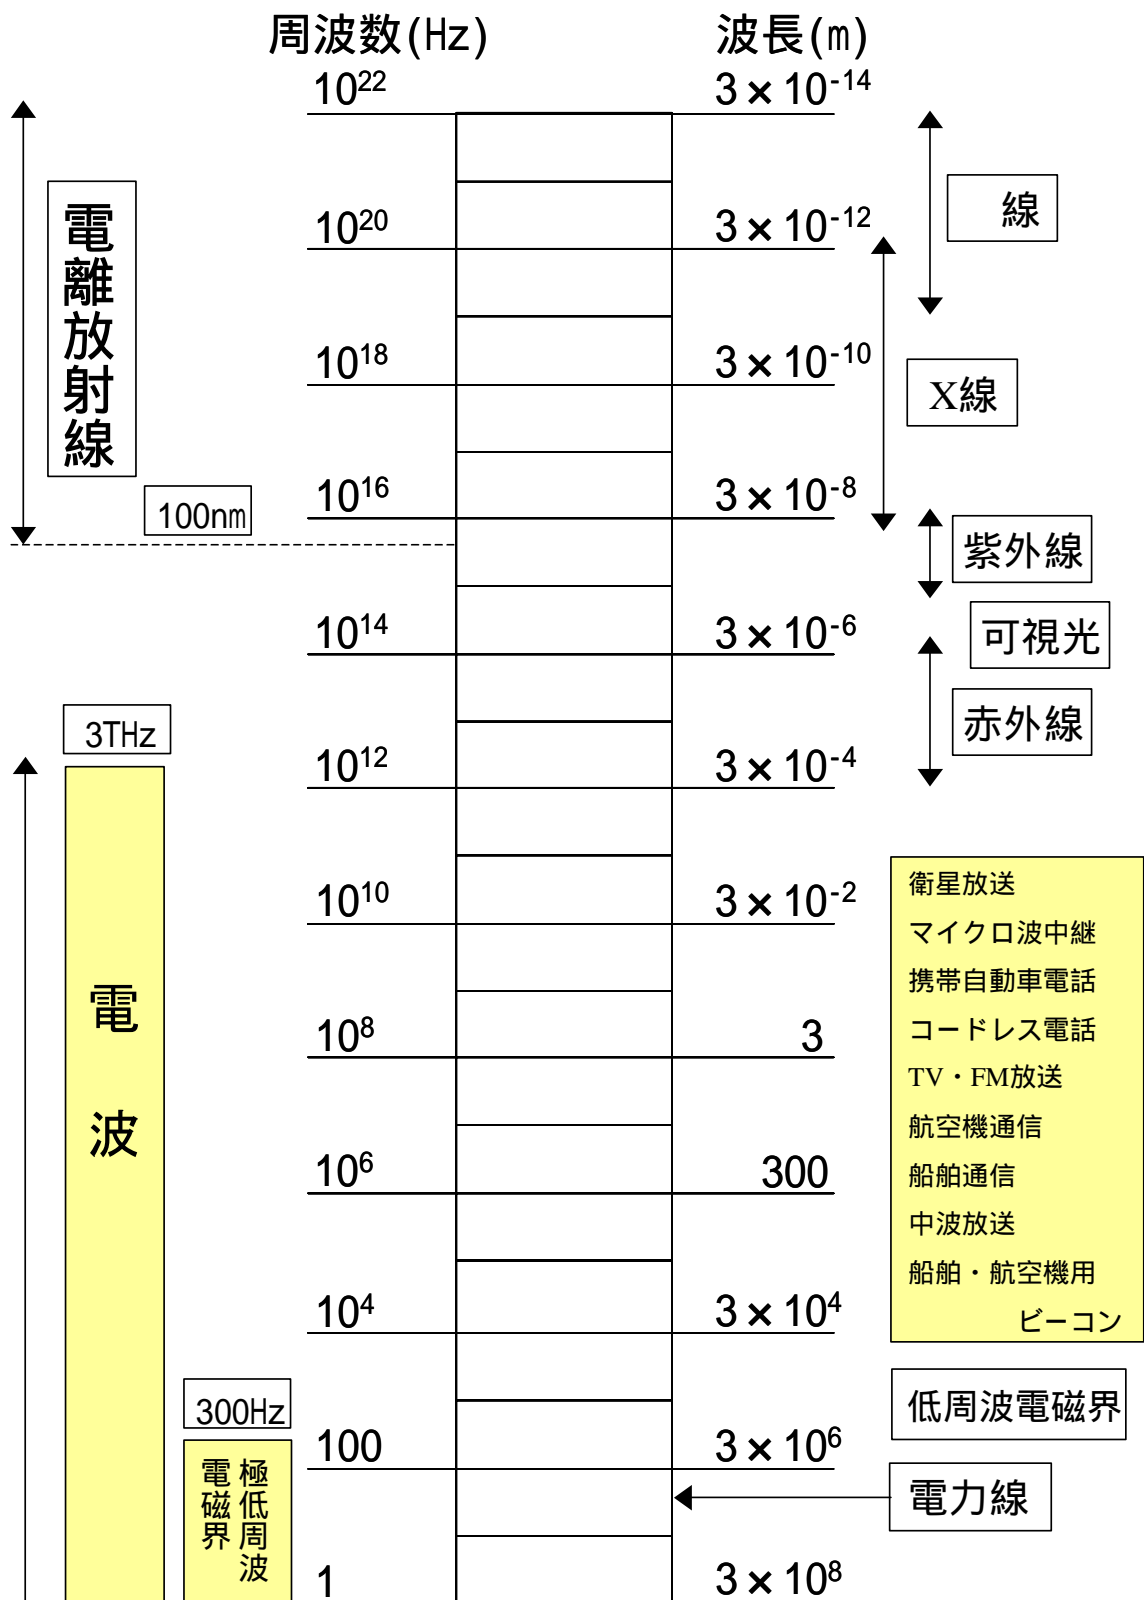 周波数(Hz) 波長(m)
10²² 3×10⁻¹⁴
線
電離放射線
10²⁰ 3×10⁻¹²
10¹⁸ 3×10⁻¹⁰
X線
100nm
10¹⁶ 3×10⁻⁸
紫外線
可視光
10¹⁴ 3×10⁻⁶
赤外線
3THz
10¹² 3×10⁻⁴
10¹⁰ 3×10⁻²
電波
10⁸ 3
10⁶ 300
10⁴ 3×10⁴
衛星放送
マイクロ波中継
携帯自動車電話
コードレス電話
TV・FM放送
航空機通信
船舶通信
中波放送
船舶・航空機用
ビーコン
低周波電磁界
300Hz
100 3×10⁶
極低周波
電磁界
電力線
1 3×10⁸